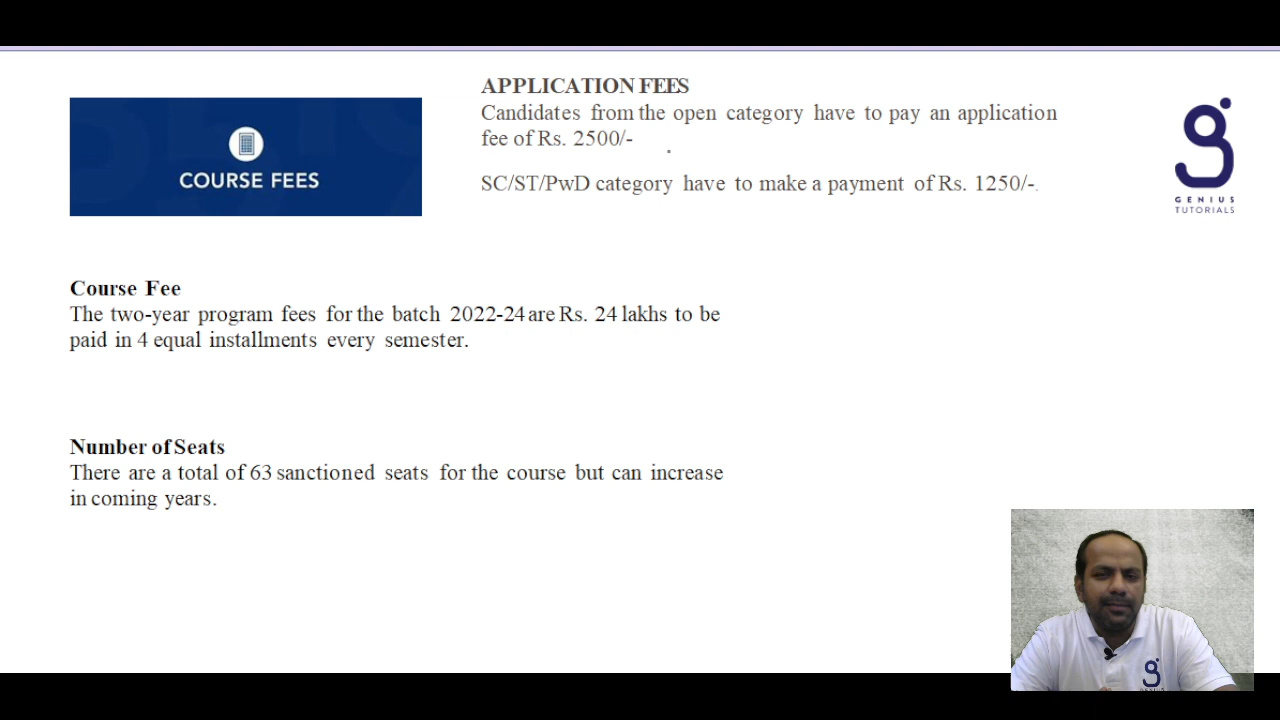 COURSE FEES
APPLICATION FEES
Candidates from the open category have to pay an application
fee of Rs. 2500/-
SC/ST/PwD category have to make a payment of Rs. 1250/-.
GENIUS
TUTORIALS
Course Fee
The two-year program fees for the batch 2022-24 are Rs. 24 lakhs to be
paid in 4 equal installments every semester.
Number of Seats
There are a total of 63 sanctioned seats for the course but can increase
in coming years.
GENIUS